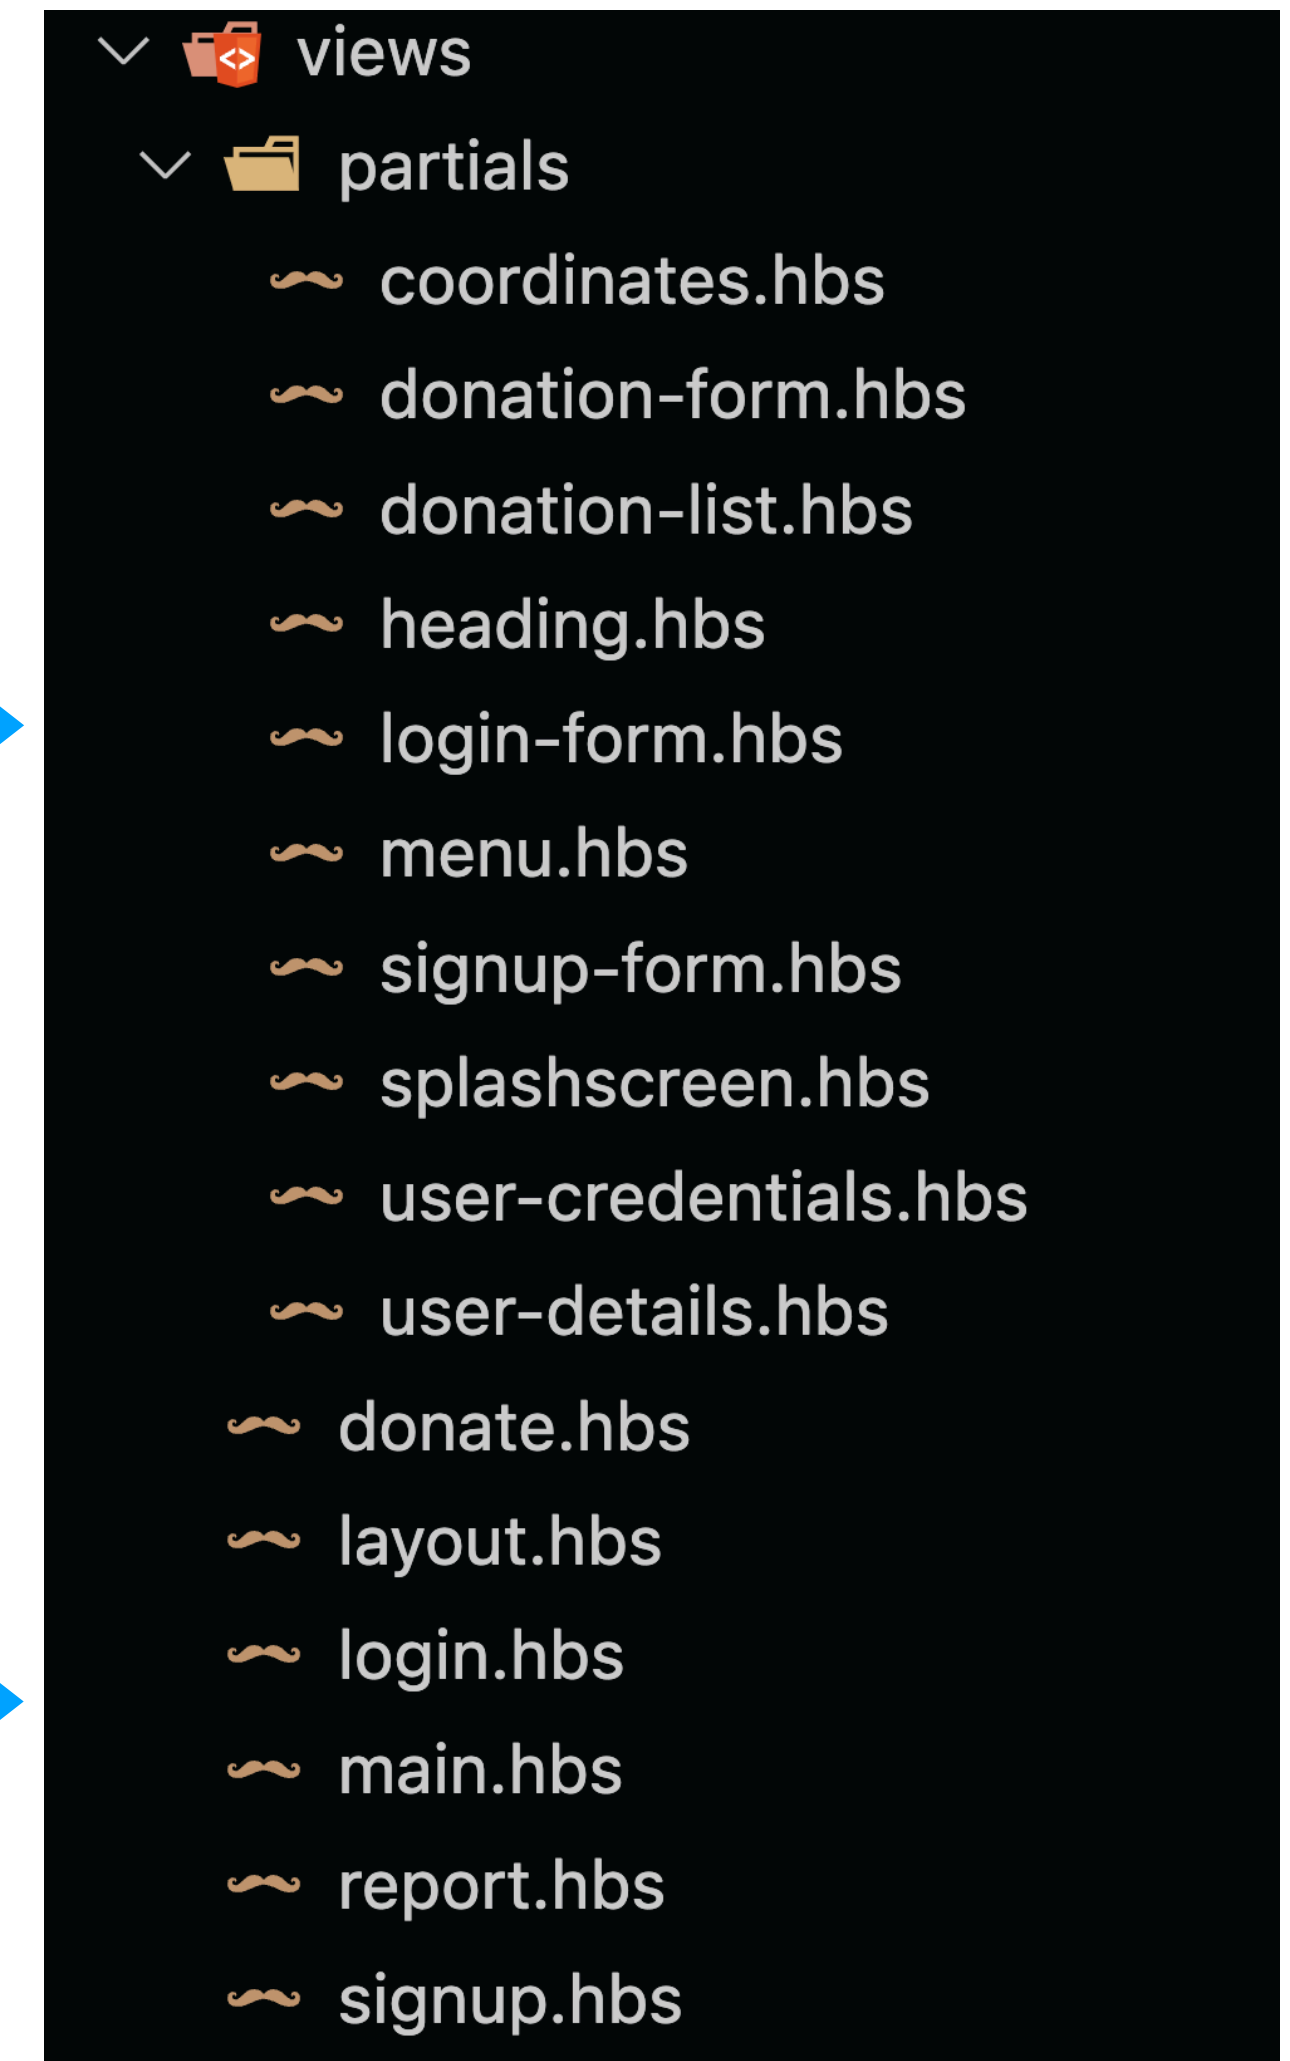 views
partials
coordinates.hbs
donation-form.hbs
donation-list.hbs
heading.hbs
login-form.hbs
menu.hbs
signup-form.hbs
splashscreen.hbs
user-credentials.hbs
user-details.hbs
donate.hbs
layout.hbs
login.hbs
main.hbs
report.hbs
signup.hbs